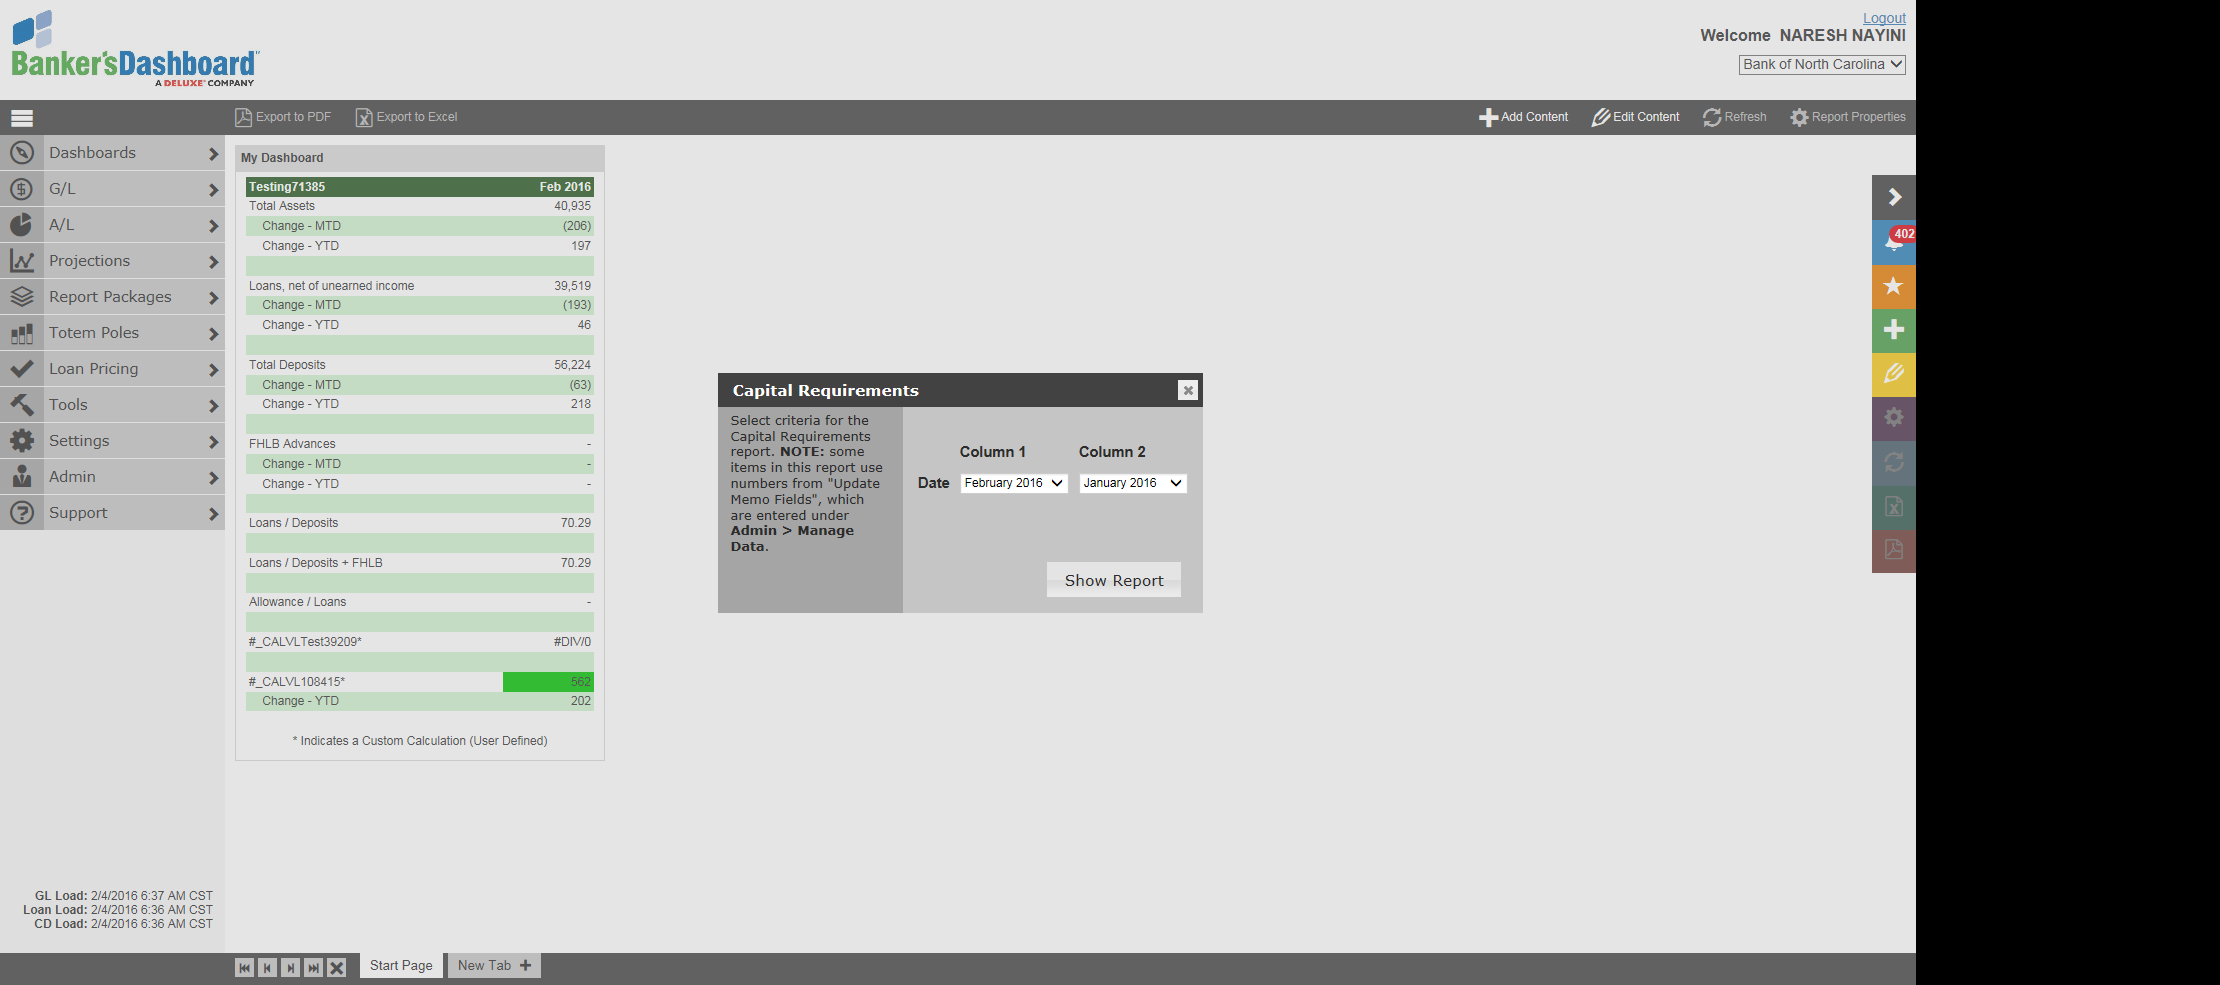 Banker'sDashboard
A DELUXE COMPANY
Logout
Welcome NARESH NAYINI
Bank of North Carolina
Export to PDF Export to Excel
Add Content Edit Content Refresh Report Properties
Dashboards
G/L
A/L
Projections
Report Packages
Totem Poles
Loan Pricing
Tools
Settings
Admin
Support
GL Load: 2/4/2016 6:37 AM CST
Loan Load: 2/4/2016 6:36 AM CST
CD Load: 2/4/2016 6:36 AM CST
My Dashboard
Testing71385 Feb 2016
Total Assets 40,935
Change - MTD (206)
Change - YTD 197
Loans, net of unearned income 39,519
Change - MTD (193)
Change - YTD 46
Total Deposits 56,224
Change - MTD (63)
Change - YTD 218
FHLB Advances -
Change - MTD -
Change - YTD -
Loans / Deposits 70.29
Loans / Deposits + FHLB 70.29
Allowance / Loans -
#_CALVLTest39209* #DIV/0
#_CALVL108415* 562
Change - YTD 202
* Indicates a Custom Calculation (User Defined)
Capital Requirements
Select criteria for the
Capital Requirements
report. NOTE: some
items in this report use
numbers from "Update
Memo Fields", which
are entered under
Admin > Manage
Data.
Column 1 Column 2
Date February 2016 January 2016
Show Report
402
Start Page New Tab